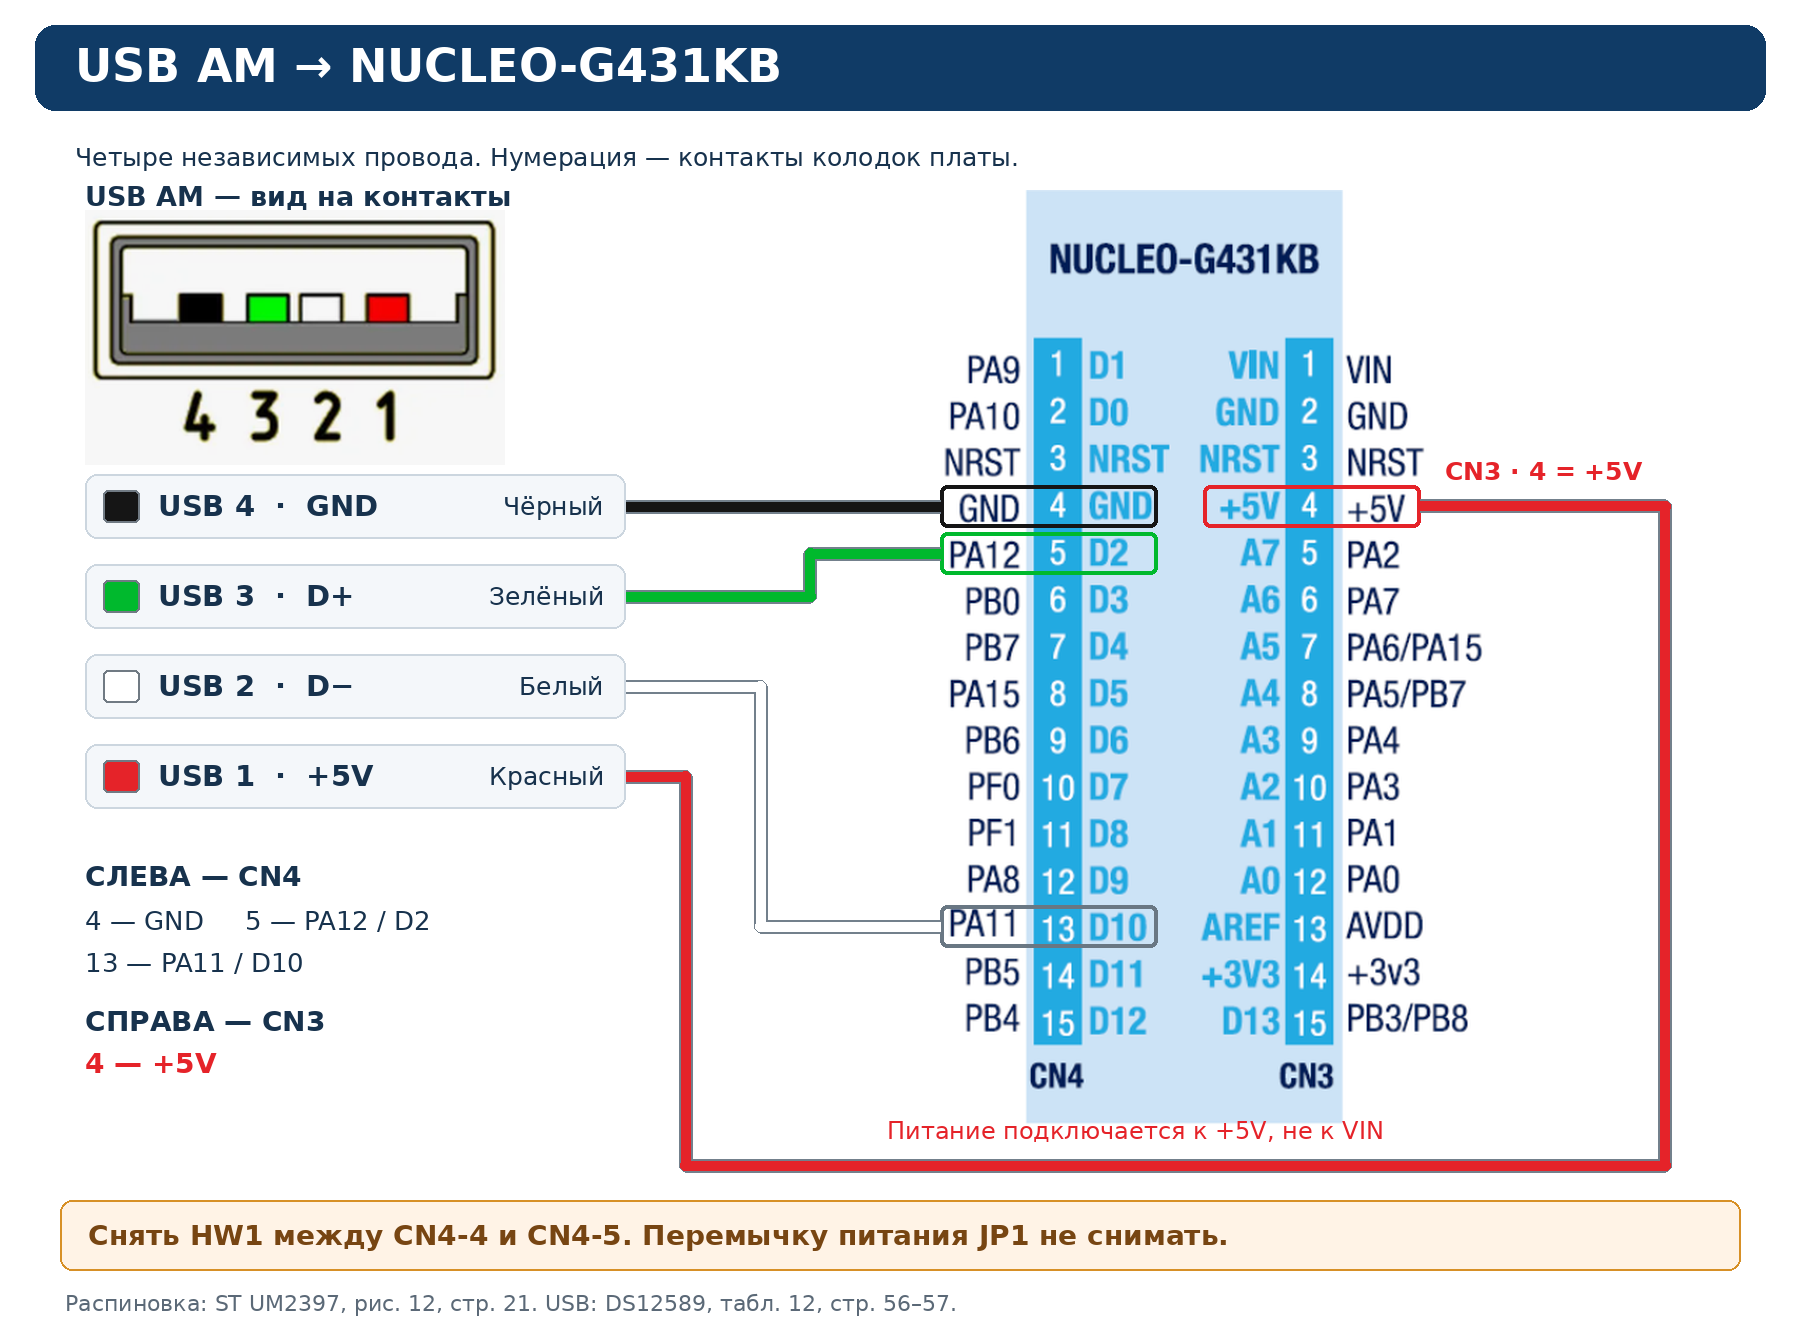 USB AM → NUCLEO-G431KB
Четыре независимых провода. Нумерация — контакты колодок платы.
USB AM — вид на контакты
4 3 2 1
USB 4 · GND Чёрный
USB 3 · D+ Зелёный
USB 2 · D− Белый
USB 1 · +5V Красный
СЛЕВА — CN4
4 — GND 5 — PA12 / D2
13 — PA11 / D10
СПРАВА — CN3
4 — +5V
NUCLEO-G431KB
PA9 1 D1 VIN 1 VIN
PA10 2 D0 GND 2 GND
NRST 3 NRST NRST 3 NRST
CN3 · 4 = +5V
GND 4 GND +5V 4 +5V
PA12 5 D2 A7 5 PA2
PB0 6 D3 A6 6 PA7
PB7 7 D4 A5 7 PA6/PA15
PA15 8 D5 A4 8 PA5/PB7
PB6 9 D6 A3 9 PA4
PF0 10 D7 A2 10 PA3
PF1 11 D8 A1 11 PA1
PA8 12 D9 A0 12 PA0
PA11 13 D10 AREF 13 AVDD
PB5 14 D11 +3V3 14 +3v3
PB4 15 D12 D13 15 PB3/PB8
CN4 CN3
Питание подключается к +5V, не к VIN
Снять HW1 между CN4-4 и CN4-5. Перемычку питания JP1 не снимать.
Распиновка: ST UM2397, рис. 12, стр. 21. USB: DS12589, табл. 12, стр. 56–57.